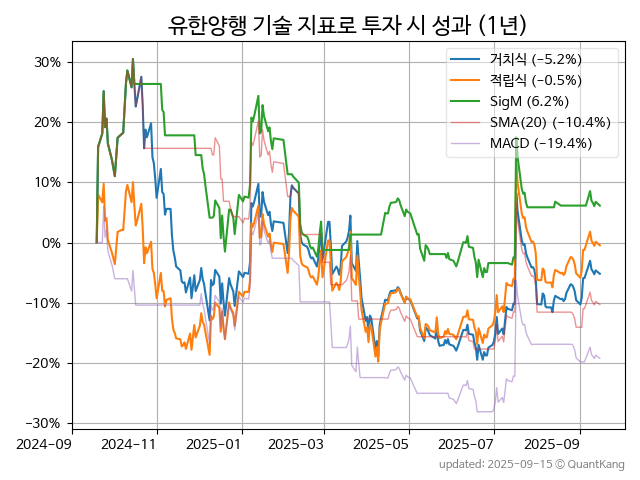 유한양행 기술 지표로 투자 시 성과 (1년)
거치식 (−5.2%)
적립식 (−0.5%)
SigM (6.2%)
SMA(20) (−10.4%)
MACD (−19.4%)
30%
20%
10%
0%
−10%
−20%
−30%
2024-09
2024-11
2025-01
2025-03
2025-05
2025-07
2025-09
updated: 2025-09-15 © QuantKang